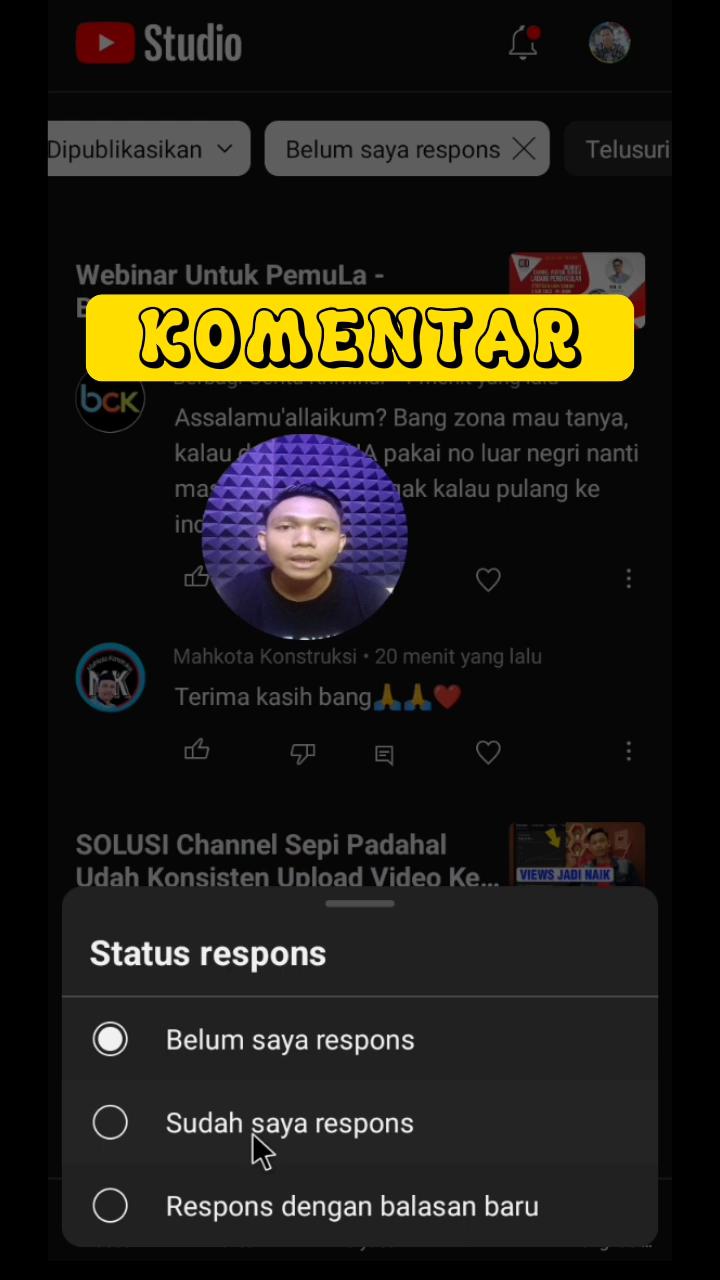 Studio
Dipublikasikan
Belum saya respons
Telusuri
Webinar Untuk PemuLa -
KOMENTAR
bck
Assalamu'allaikum? Bang zona mau tanya,
kalau pakai no luar negri nanti
kalau pulang ke
Mahkota Konstruksi • 20 menit yang lalu
Terima kasih bang🙏🙏❤️
SOLUSI Channel Sepi Padahal
Udah Konsisten Upload Video Ke...
VIEWS JADI NAIK
Status respons
Belum saya respons
Sudah saya respons
Respons dengan balasan baru